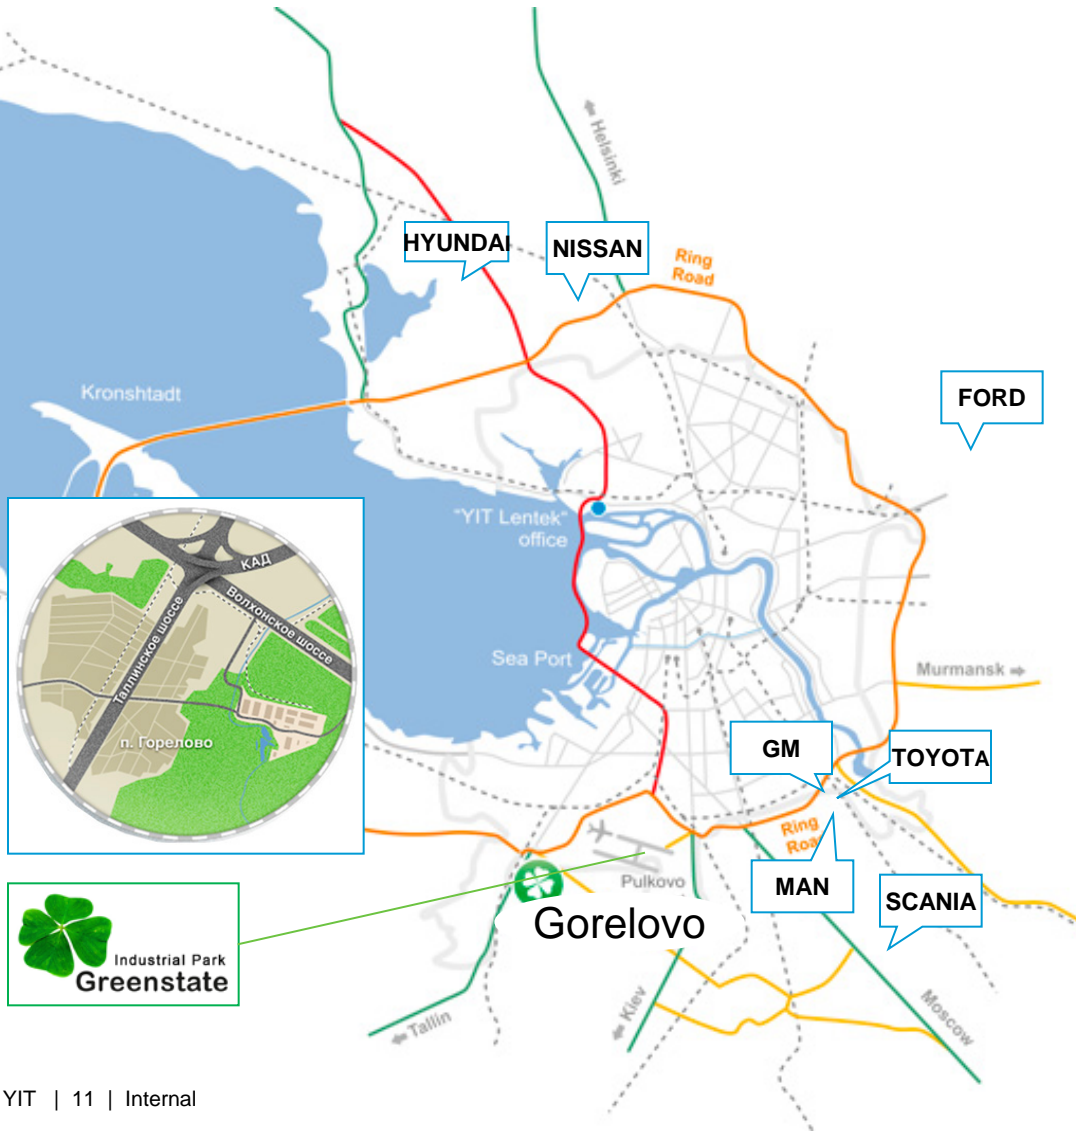 Helsinki
HYUNDAI
NISSAN
Ring
Road
Kronshtadt
FORD
"YIT Lentek"
office
КАД
Волхонское шоссе
Таллинское шоссе
п. Горелово
Sea Port
Murmansk
GM
TOYOTA
Ring
Road
Pulkovo
MAN
SCANIA
Gorelovo
Industrial Park
Greenstate
Tallin
Kiev
Moscow
YIT | 11 | Internal